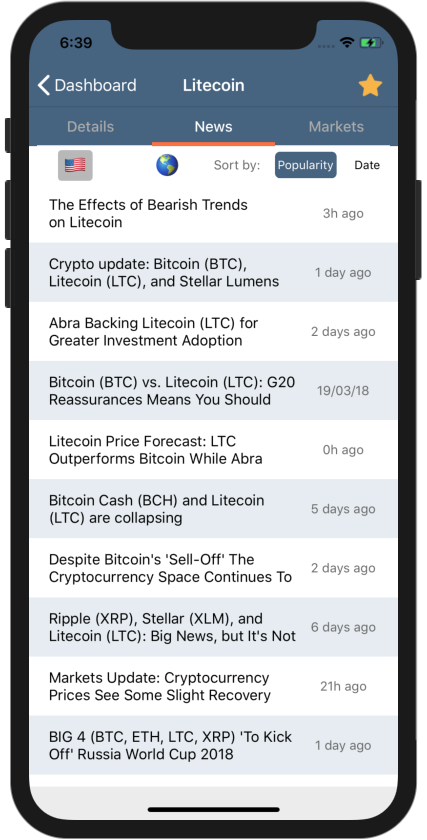 6:39
Dashboard
Litecoin
Details
News
Markets
Sort by:
Popularity
Date
The Effects of Bearish Trends
on Litecoin
3h ago
Crypto update: Bitcoin (BTC),
Litecoin (LTC), and Stellar Lumens
1 day ago
Abra Backing Litecoin (LTC) for
Greater Investment Adoption
2 days ago
Bitcoin (BTC) vs. Litecoin (LTC): G20
Reassurances Means You Should
19/03/18
Litecoin Price Forecast: LTC
Outperforms Bitcoin While Abra
0h ago
Bitcoin Cash (BCH) and Litecoin
(LTC) are collapsing
5 days ago
Despite Bitcoin's 'Sell-Off' The
Cryptocurrency Space Continues To
2 days ago
Ripple (XRP), Stellar (XLM), and
Litecoin (LTC): Big News, but It's Not
6 days ago
Markets Update: Cryptocurrency
Prices See Some Slight Recovery
21h ago
BIG 4 (BTC, ETH, LTC, XRP) 'To Kick
Off' Russia World Cup 2018
1 day ago